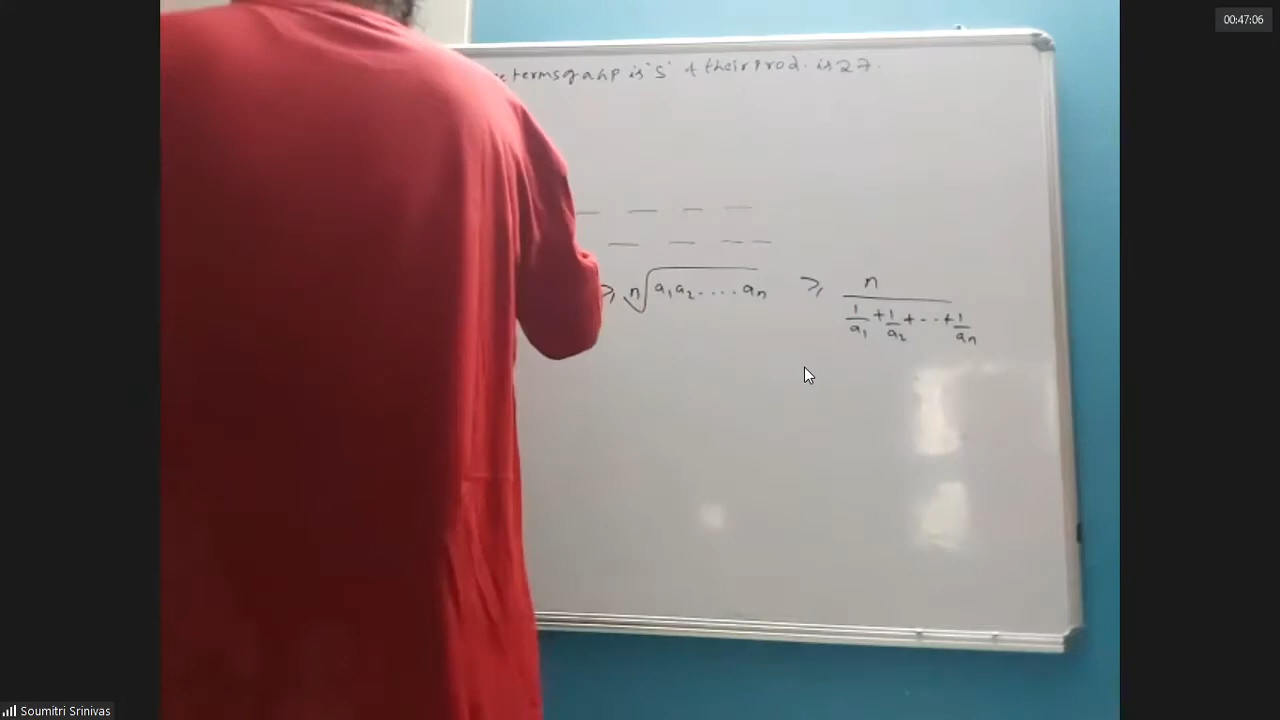 00:47:06
terms of a GP is 'S' & their Prod. is 27.
≥ n√a₁a₂.....aₙ ≥ n/(1/a₁ + 1/a₂ + ... + 1/aₙ)
Soumitri Srinivas